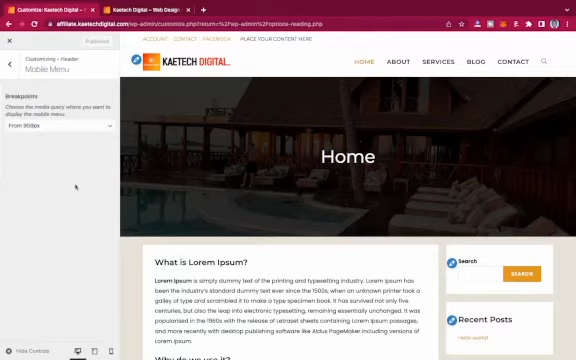 Customize: Kaetech Digital –
Kaetech Digital – Web Design
affiliate.kaetechdigital.com/wp-admin/customize.php?return=%2Fwp-admin%2Foptions-reading.php
Published
Customizing • Header
Mobile Menu
Breakpoints
Choose the media query where you want to
display the mobile menu.
From 959px
Hide Controls
ACCOUNT CONTACT FACEBOOK PLACE YOUR CONTENT HERE
KAETECH DIGITAL.
HOME ABOUT SERVICES BLOG CONTACT
Home
What is Lorem Ipsum?
Lorem Ipsum is simply dummy text of the printing and typesetting industry. Lorem Ipsum has
been the industry's standard dummy text ever since the 1500s, when an unknown printer took a
galley of type and scrambled it to make a type specimen book. It has survived not only five
centuries, but also the leap into electronic typesetting, remaining essentially unchanged. It was
popularised in the 1960s with the release of Letraset sheets containing Lorem Ipsum passages,
and more recently with desktop publishing software like Aldus PageMaker including versions of
Lorem Ipsum.
Why do we use it?
Search
SEARCH
Recent Posts
Hello world!